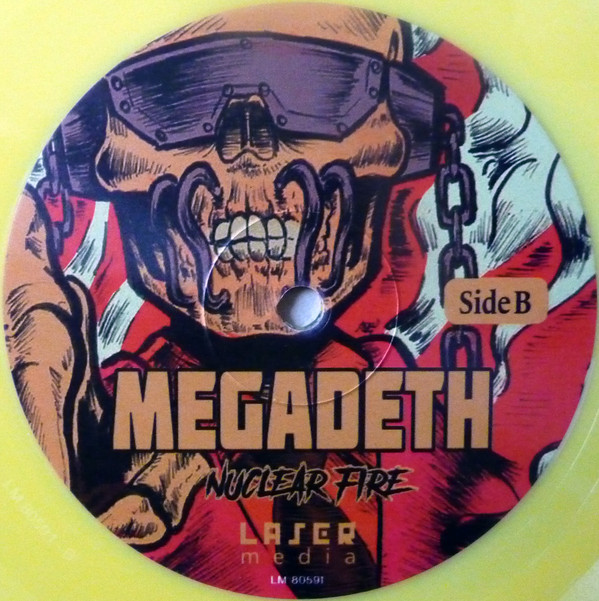 Side B
MEGADETH
NUCLEAR FIRE
LASER
media
LM 80591